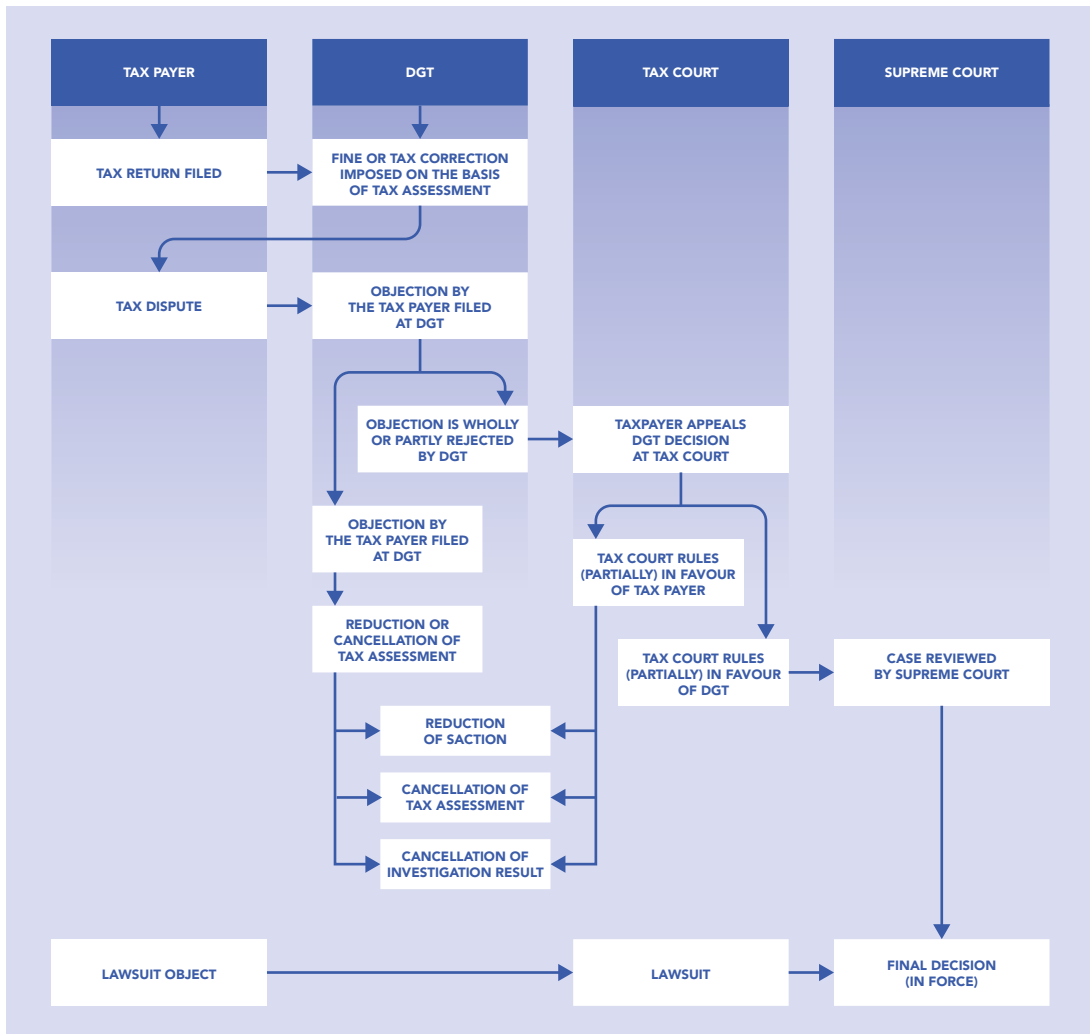 TAX PAYER
DGT
TAX COURT
SUPREME COURT
TAX RETURN FILED
FINE OR TAX CORRECTION
IMPOSED ON THE BASIS
OF TAX ASSESSMENT
TAX DISPUTE
OBJECTION BY
THE TAX PAYER FILED
AT DGT
OBJECTION IS WHOLLY
OR PARTLY REJECTED
BY DGT
TAXPAYER APPEALS
DGT DECISION
AT TAX COURT
OBJECTION BY
THE TAX PAYER FILED
AT DGT
TAX COURT RULES
(PARTIALLY) IN FAVOUR
OF TAX PAYER
REDUCTION OR
CANCELLATION OF
TAX ASSESSMENT
TAX COURT RULES
(PARTIALLY) IN FAVOUR
OF DGT
CASE REVIEWED
BY SUPREME COURT
REDUCTION
OF SACTION
CANCELLATION OF
TAX ASSESSMENT
CANCELLATION OF
INVESTIGATION RESULT
LAWSUIT OBJECT
LAWSUIT
FINAL DECISION
(IN FORCE)